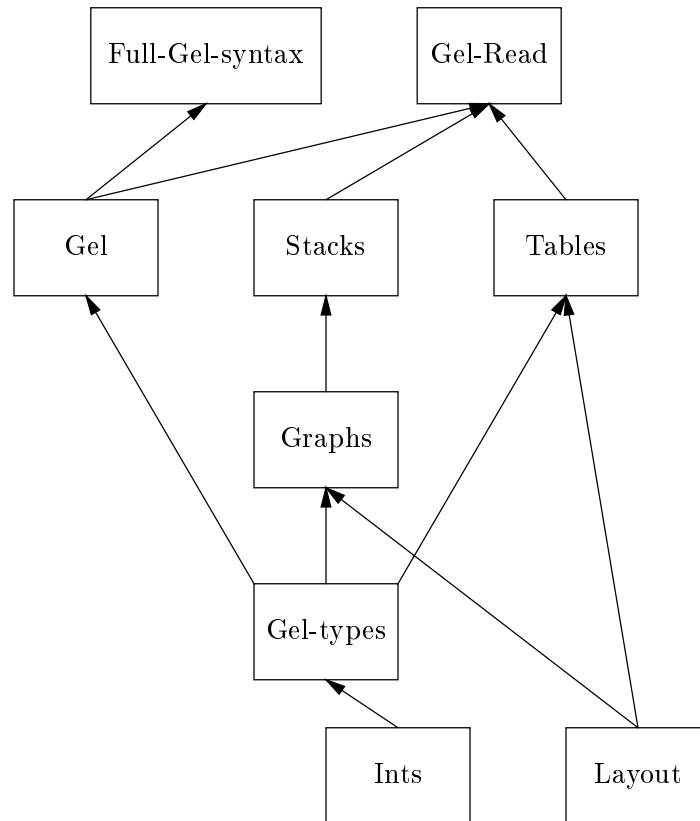 Full-Gel-syntax
Gel-Read
Gel
Stacks
Tables
Graphs
Gel-types
Ints
Layout